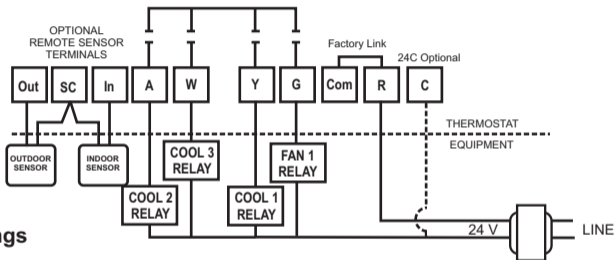 OPTIONAL
REMOTE SENSOR
TERMINALS
Factory Link
24C Optional
Out
SC
In
A
W
Y
G
Com
R
C
THERMOSTAT
EQUIPMENT
OUTDOOR
SENSOR
INDOOR
SENSOR
COOL 3
RELAY
FAN 1
RELAY
COOL 2
RELAY
COOL 1
RELAY
24 V
LINE